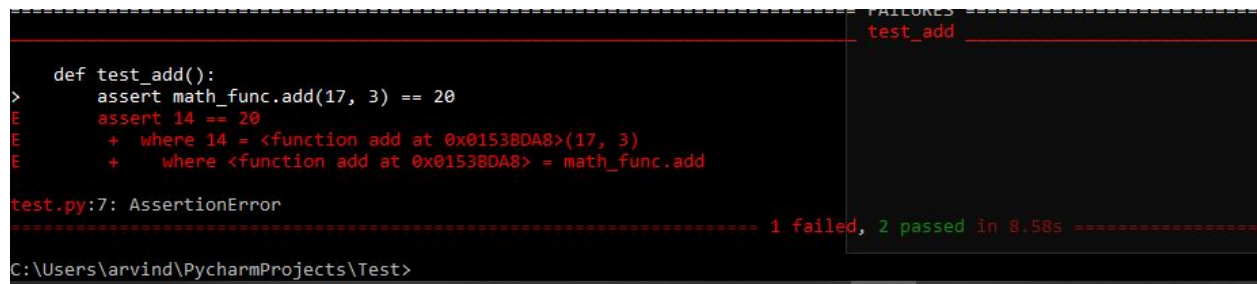 FAILURES
test_add
def test_add():
>       assert math_func.add(17, 3) == 20
E       assert 14 == 20
E        +  where 14 = <function add at 0x0153BDA8>(17, 3)
E        +    where <function add at 0x0153BDA8> = math_func.add
test.py:7: AssertionError
1 failed, 2 passed in 8.58s
C:\Users\arvind\PycharmProjects\Test>